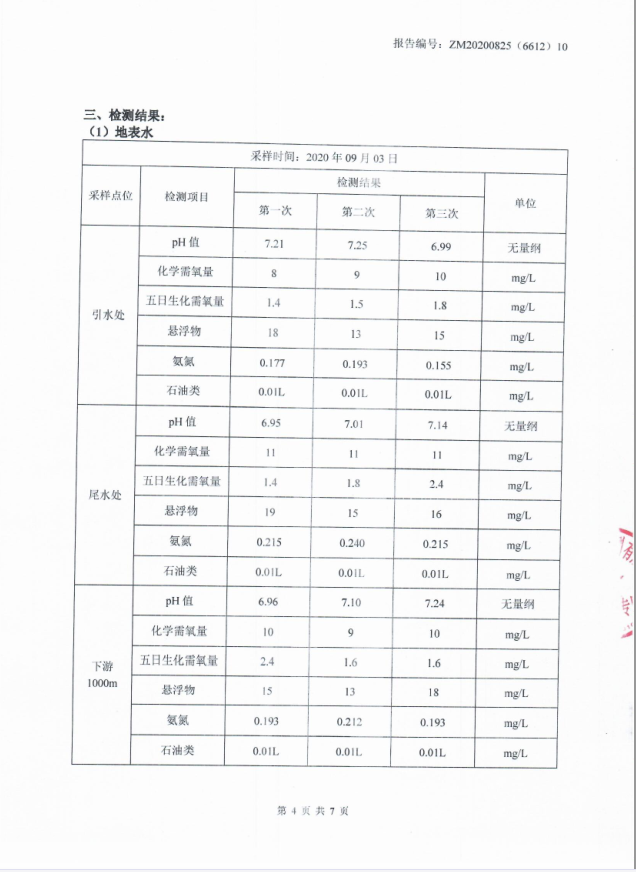 报告编号：ZM20200825（6612）10
三、检测结果：
（1）地表水
采样时间：2020 年 09 月 03 日
采样点位 检测项目 检测结果 单位
第一次 第二次 第三次
引水处
pH 值 7.21 7.25 6.99 无量纲
化学需氧量 8 9 10 mg/L
五日生化需氧量 1.4 1.5 1.8 mg/L
悬浮物 18 13 15 mg/L
氨氮 0.177 0.193 0.155 mg/L
石油类 0.01L 0.01L 0.01L mg/L
尾水处
pH 值 6.95 7.01 7.14 无量纲
化学需氧量 11 11 11 mg/L
五日生化需氧量 1.4 1.8 2.4 mg/L
悬浮物 19 15 16 mg/L
氨氮 0.215 0.240 0.215 mg/L
石油类 0.01L 0.01L 0.01L mg/L
下游
1000m
pH 值 6.96 7.10 7.24 无量纲
化学需氧量 10 9 10 mg/L
五日生化需氧量 2.4 1.6 1.6 mg/L
悬浮物 15 13 18 mg/L
氨氮 0.193 0.212 0.193 mg/L
石油类 0.01L 0.01L 0.01L mg/L
第 4 页 共 7 页